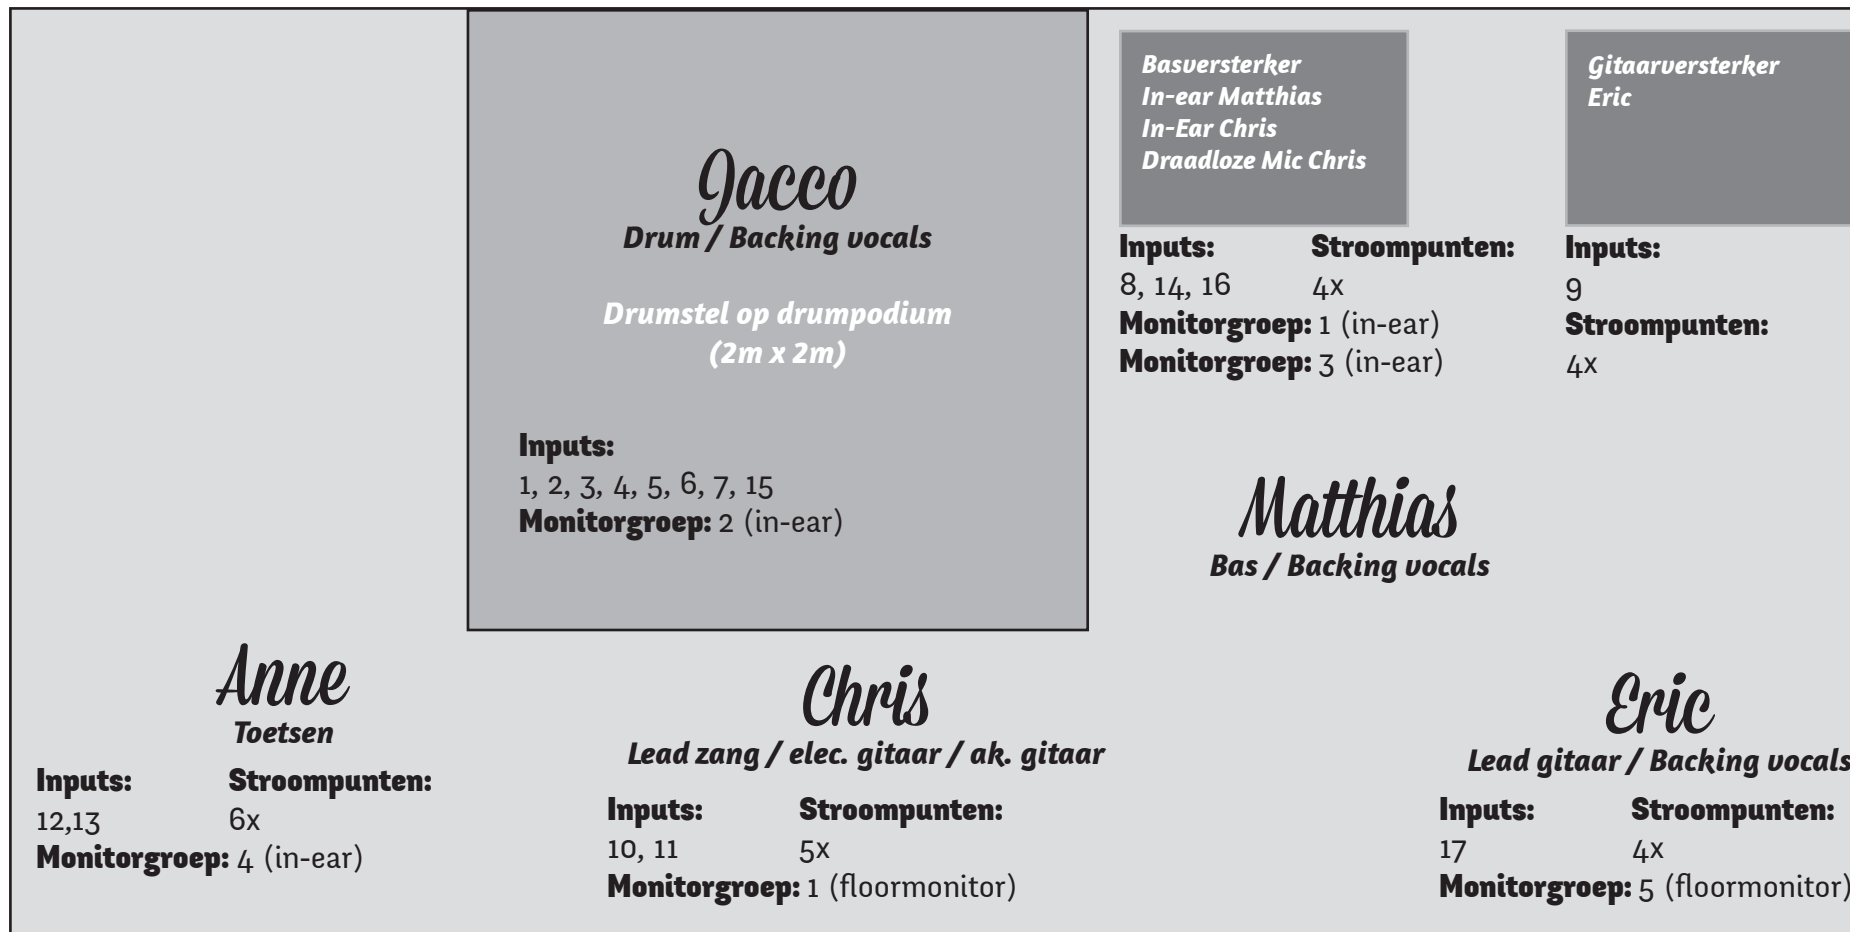 Jacco
Drum / Backing vocals
Drumstel op drumpodium
(2m x 2m)
Inputs:
1, 2, 3, 4, 5, 6, 7, 15
Monitorgroep: 2 (in-ear)
Basversterker
In-ear Matthias
In-Ear Chris
Draadloze Mic Chris
Inputs: Stroompunten:
8, 14, 16 4x
Monitorgroep: 1 (in-ear)
Monitorgroep: 3 (in-ear)
Gitaarversterker
Eric
Inputs:
9
Stroompunten:
4x
Matthias
Bas / Backing vocals
Anne
Toetsen
Inputs: Stroompunten:
12,13 6x
Monitorgroep: 4 (in-ear)
Chris
Lead zang / elec. gitaar / ak. gitaar
Inputs: Stroompunten:
10, 11 5x
Monitorgroep: 1 (floormonitor)
Eric
Lead gitaar / Backing vocals
Inputs: Stroompunten:
17 4x
Monitorgroep: 5 (floormonitor)